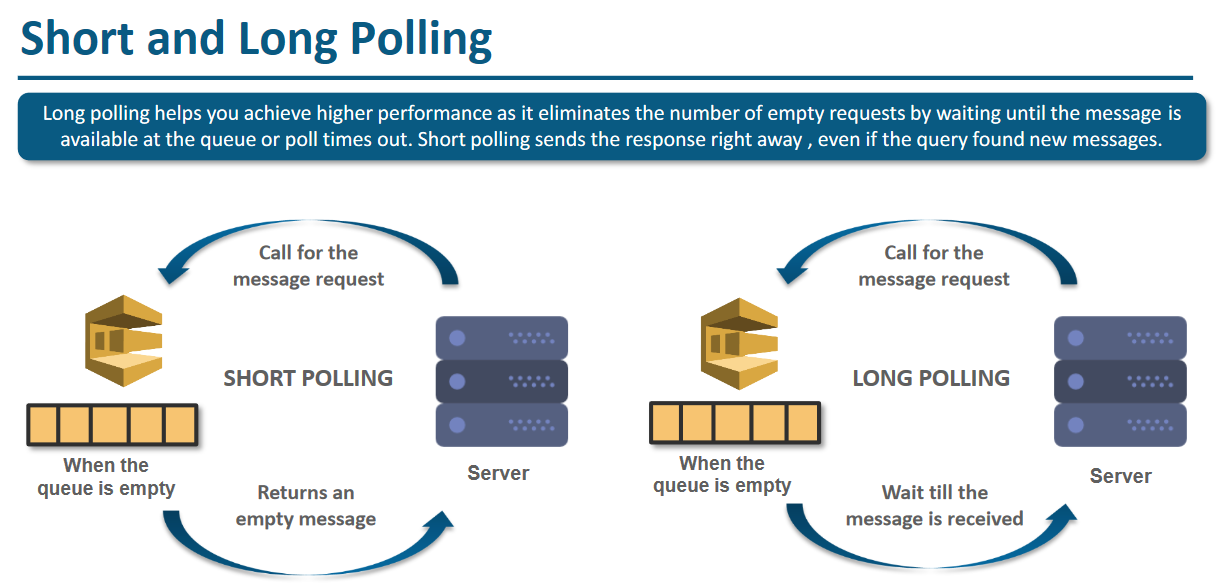 Short and Long Polling
Long polling helps you achieve higher performance as it eliminates the number of empty requests by waiting until the message is
available at the queue or poll times out. Short polling sends the response right away , even if the query found new messages.
Call for the
message request
SHORT POLLING
When the
queue is empty
Server
Returns an
empty message
Call for the
message request
LONG POLLING
When the
queue is empty
Server
Wait till the
message is received